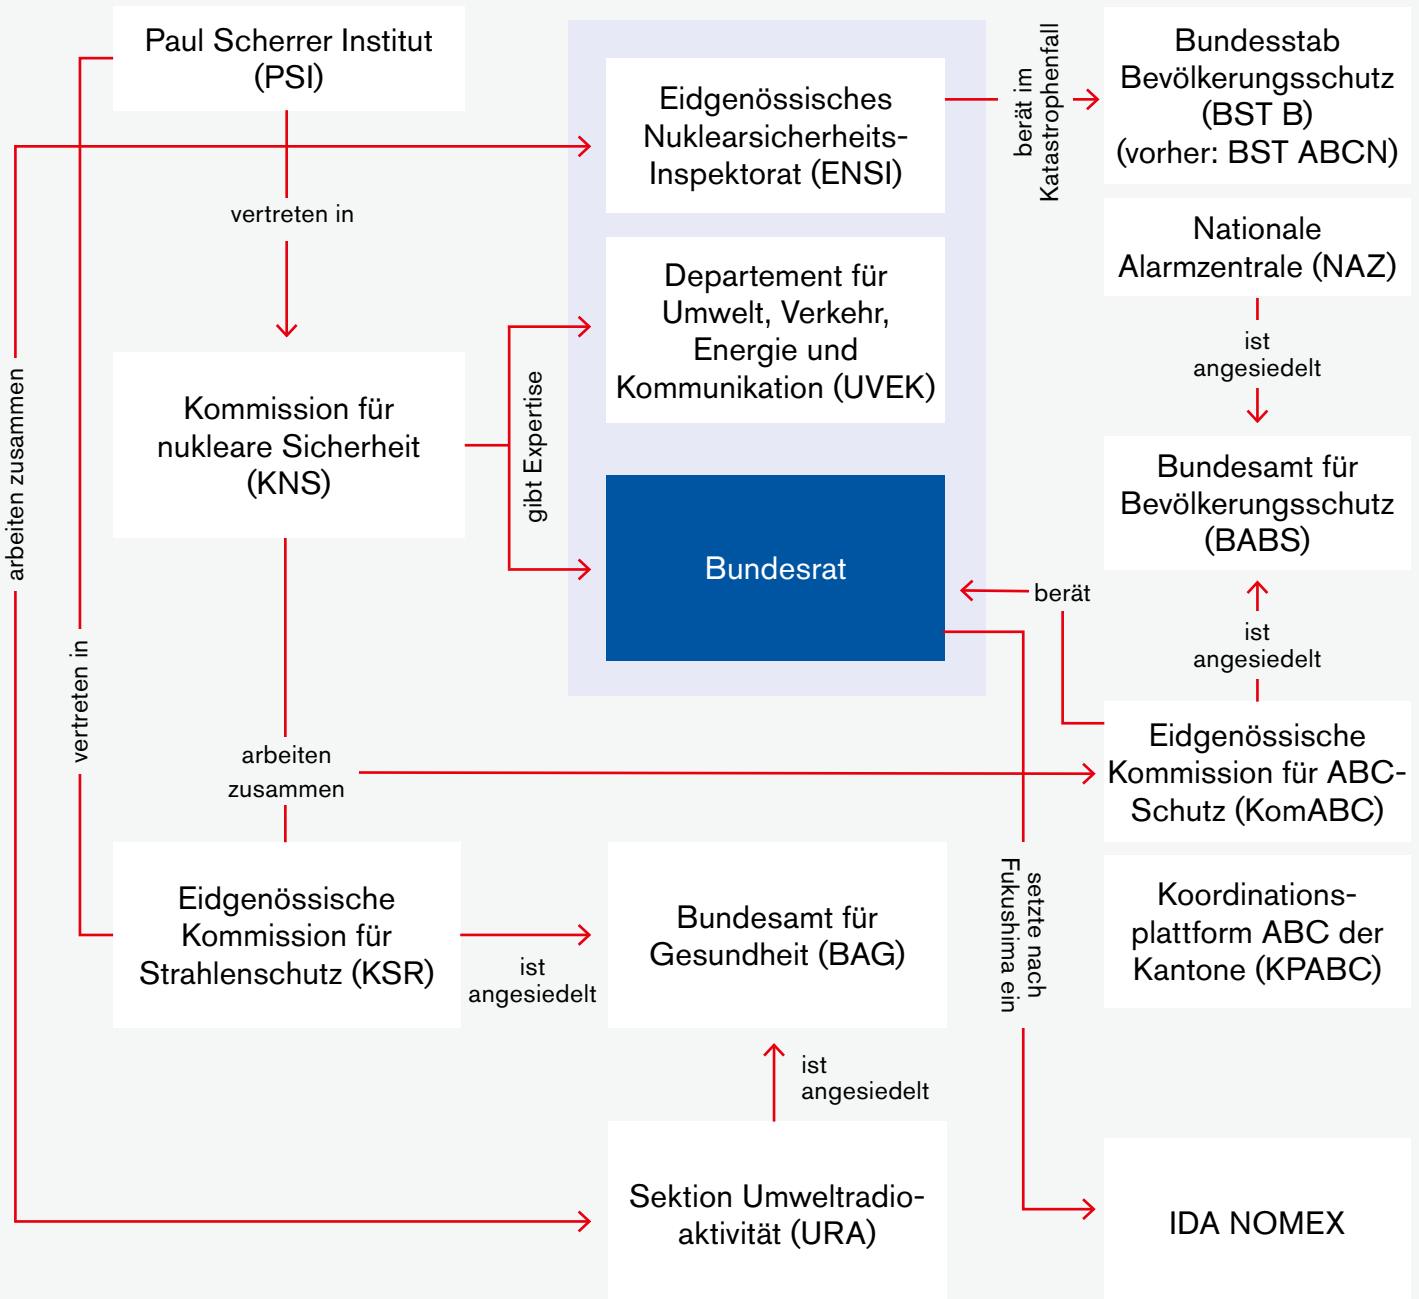 Paul Scherrer Institut
(PSI)
vertreten in
Kommission für
nukleare Sicherheit
(KNS)
gibt Expertise
arbeiten zusammen
vertreten in
arbeiten
zusammen
Eidgenössische
Kommission für
Strahlenschutz (KSR)
ist
angesiedelt
Eidgenössisches
Nuklearsicherheits-
Inspektorat (ENSI)
berät im
Katastrophenfall
Departement für
Umwelt, Verkehr,
Energie und
Kommunikation (UVEK)
Bundesrat
berät
setzte nach
Fukushima ein
Bundesamt für
Gesundheit (BAG)
ist
angesiedelt
Sektion Umweltradio-
aktivität (URA)
Bundesstab
Bevölkerungsschutz
(BST B)
(vorher: BST ABCN)
Nationale
Alarmzentrale (NAZ)
ist
angesiedelt
Bundesamt für
Bevölkerungsschutz
(BABS)
ist
angesiedelt
Eidgenössische
Kommission für ABC-
Schutz (KomABC)
Koordinations-
plattform ABC der
Kantone (KPABC)
IDA NOMEX